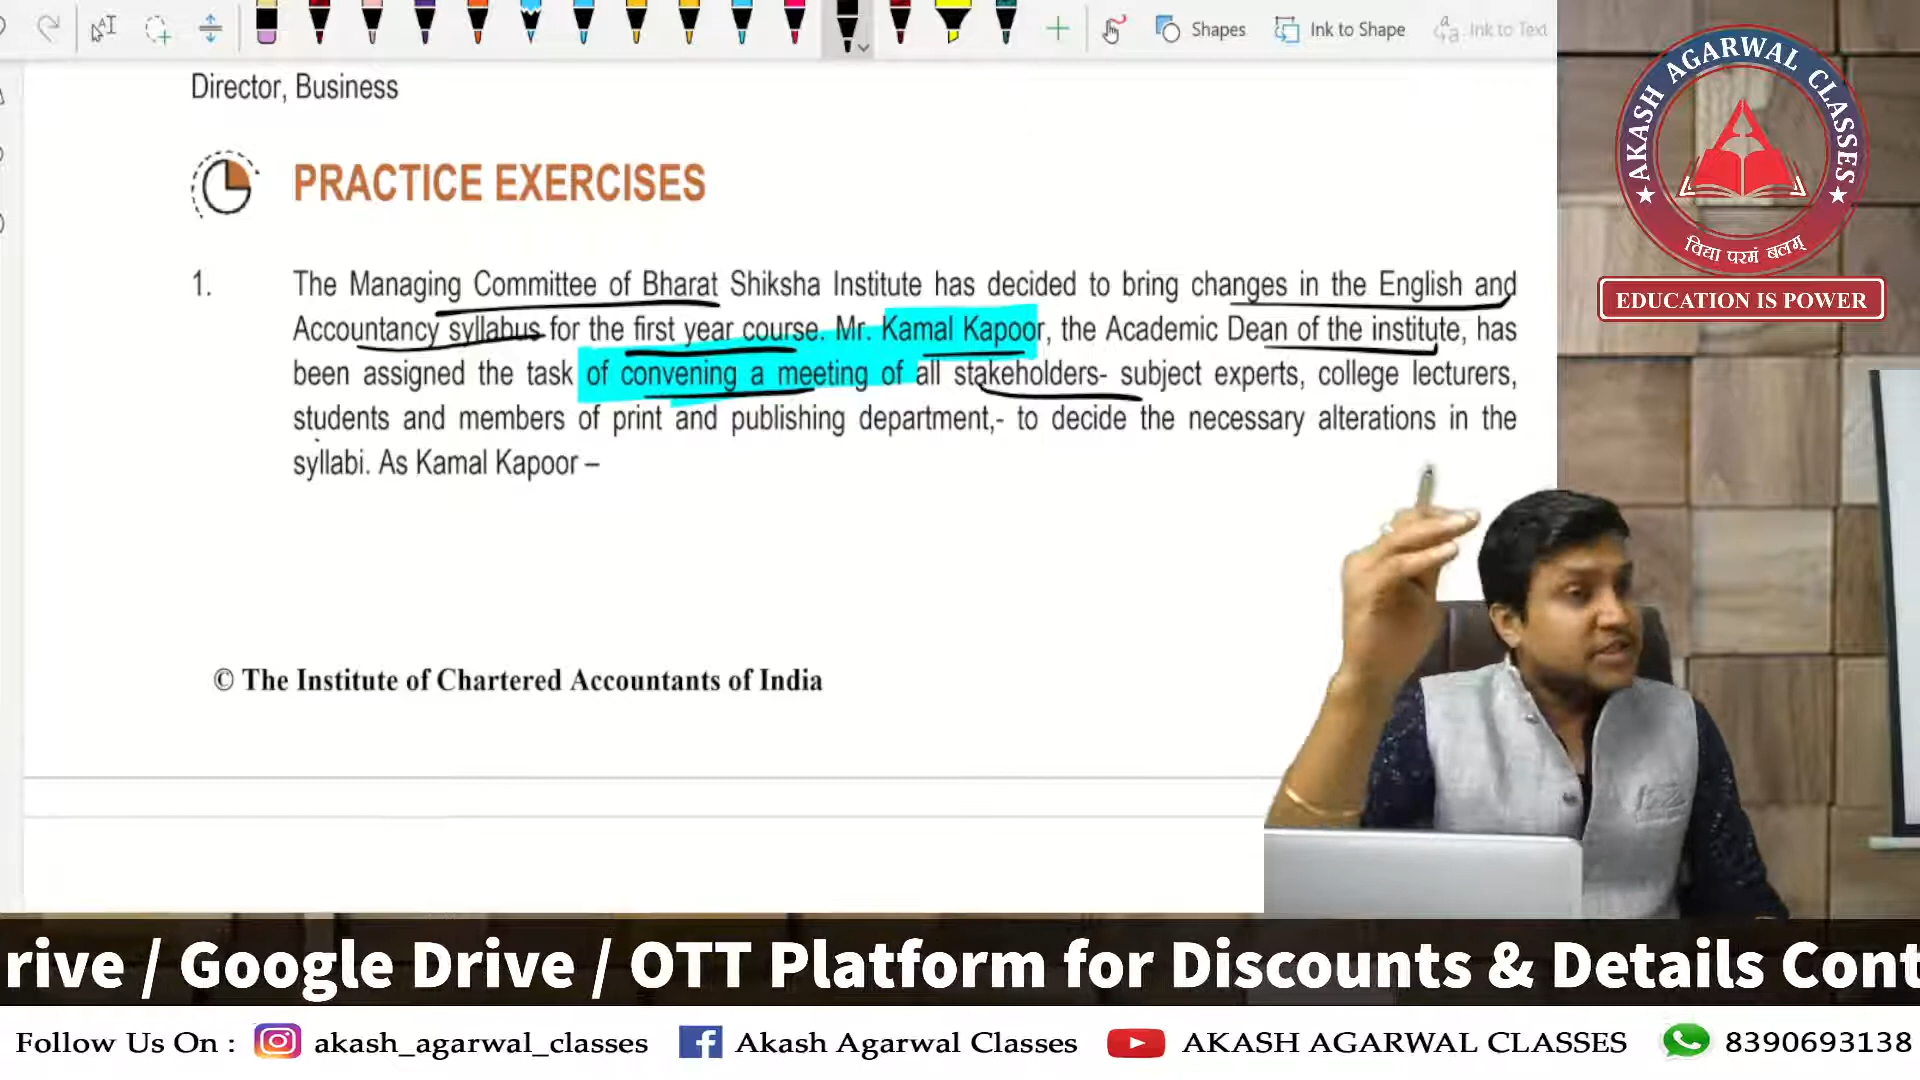 Shapes
Ink to Shape
Ink to Text
Director, Business
PRACTICE EXERCISES
1. The Managing Committee of Bharat Shiksha Institute has decided to bring changes in the English and
Accountancy syllabus for the first year course. Mr. Kamal Kapoor, the Academic Dean of the institute, has
been assigned the task of convening a meeting of all stakeholders- subject experts, college lecturers,
students and members of print and publishing department,- to decide the necessary alterations in the
syllabi. As Kamal Kapoor –
© The Institute of Chartered Accountants of India
AKASH AGARWAL CLASSES
विद्या परमं बलम्
EDUCATION IS POWER
rive / Google Drive / OTT Platform for Discounts & Details Cont
Follow Us On : akash_agarwal_classes Akash Agarwal Classes AKASH AGARWAL CLASSES 8390693138